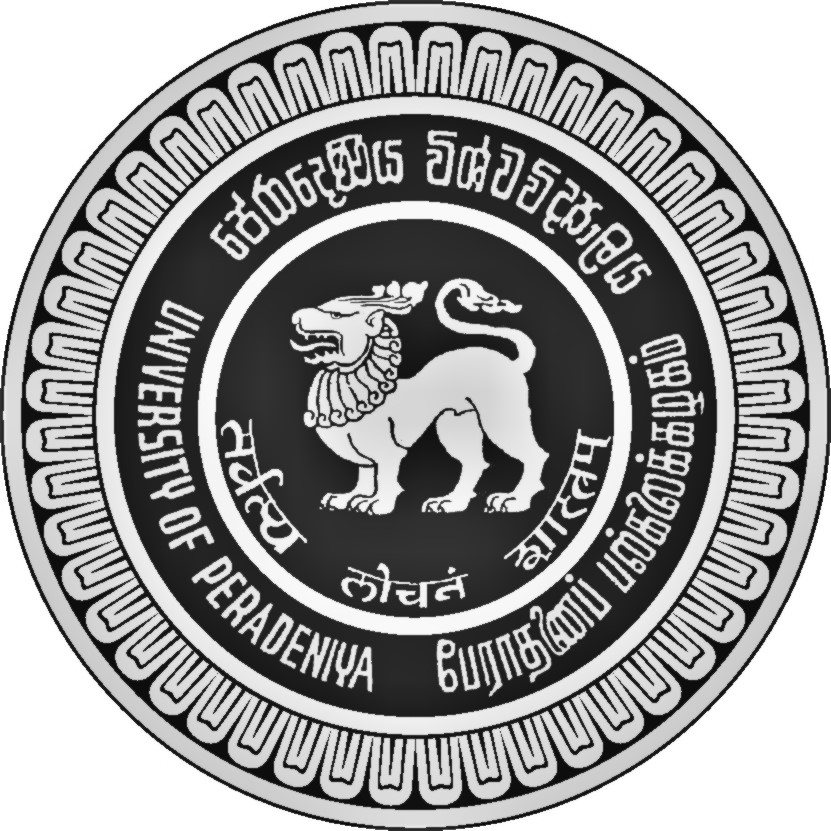 පේරාදෙණිය විශ්වවිද්‍යාලය
UNIVERSITY OF PERADENIYA
பேராதனைப் பல்கலைக்கழகம்
सर्वस्य
लोचनं
शास्त्रम्